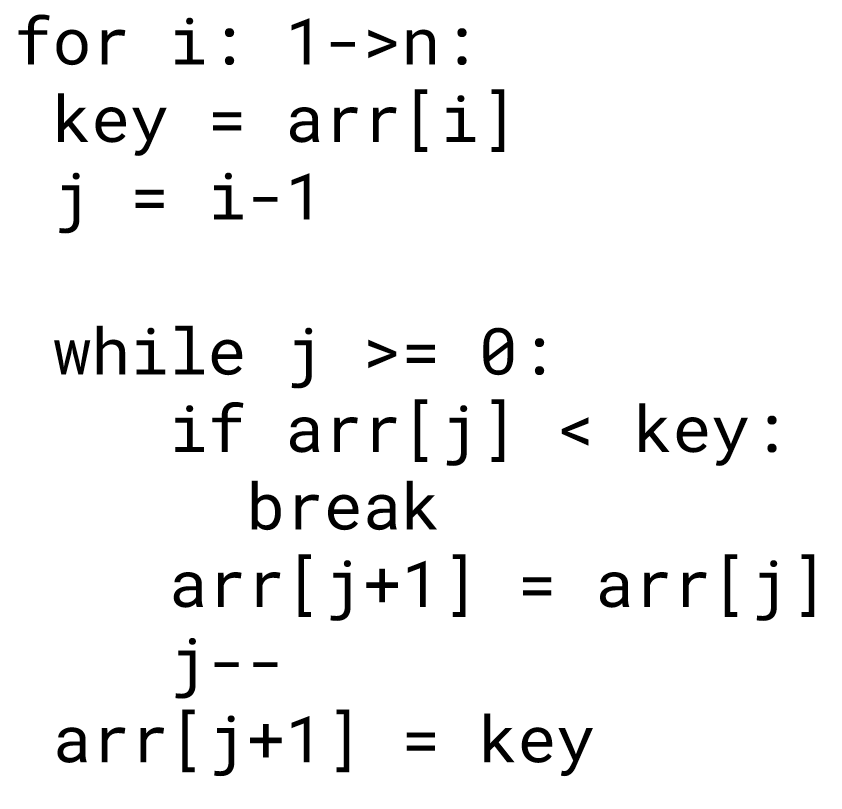 for i: 1->n:
key = arr[i]
j = i-1
while j >= 0:
if arr[j] < key:
break
arr[j+1] = arr[j]
j--
arr[j+1] = key